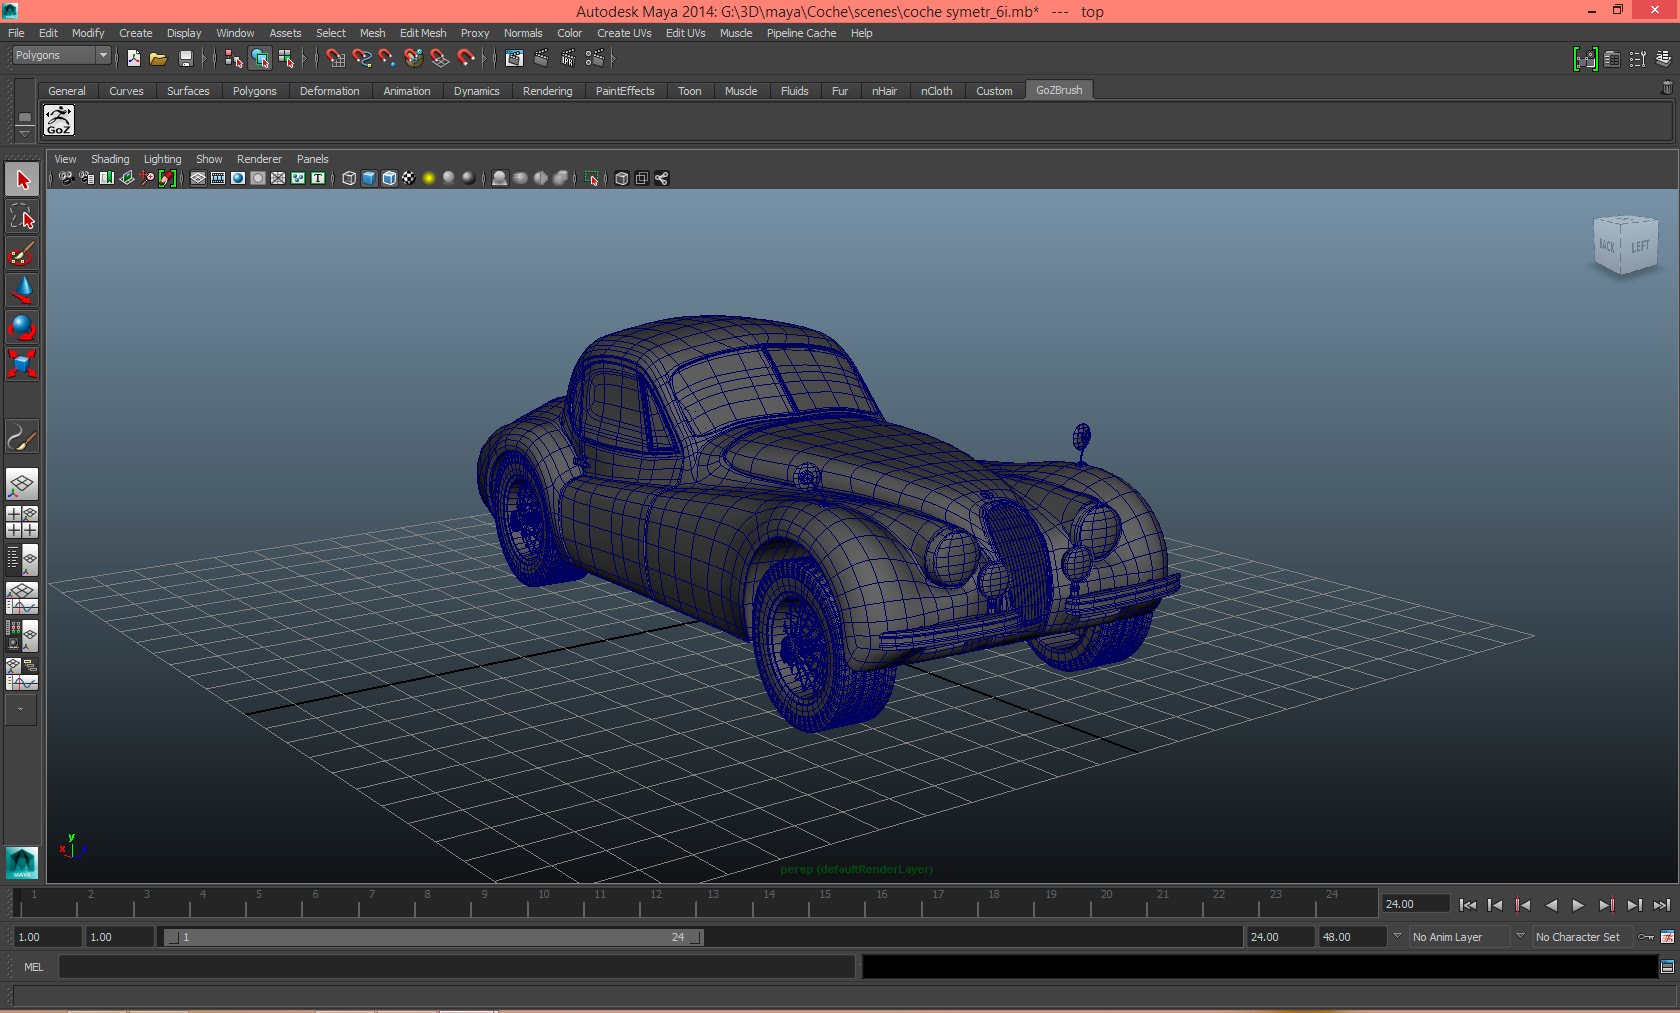 Autodesk Maya 2014: G:\3D\maya\Coche\scenes\coche symetr_6i.mb* --- top
File Edit Modify Create Display Window Assets Select Mesh Edit Mesh Proxy Normals Color Create UVs Edit UVs Muscle Pipeline Cache Help
Polygons
General Curves Surfaces Polygons Deformation Animation Dynamics Rendering PaintEffects Toon Muscle Fluids Fur nHair nCloth Custom GoZBrush
GoZ
View Shading Lighting Show Renderer Panels
BACK LEFT
y
x
persp (defaultRenderLayer)
MAYA
1 2 3 4 5 6 7 8 9 10 11 12 13 14 15 16 17 18 19 20 21 22 23 24 24.00
1.00 1.00 1 24 24.00 48.00 No Anim Layer No Character Set
MEL